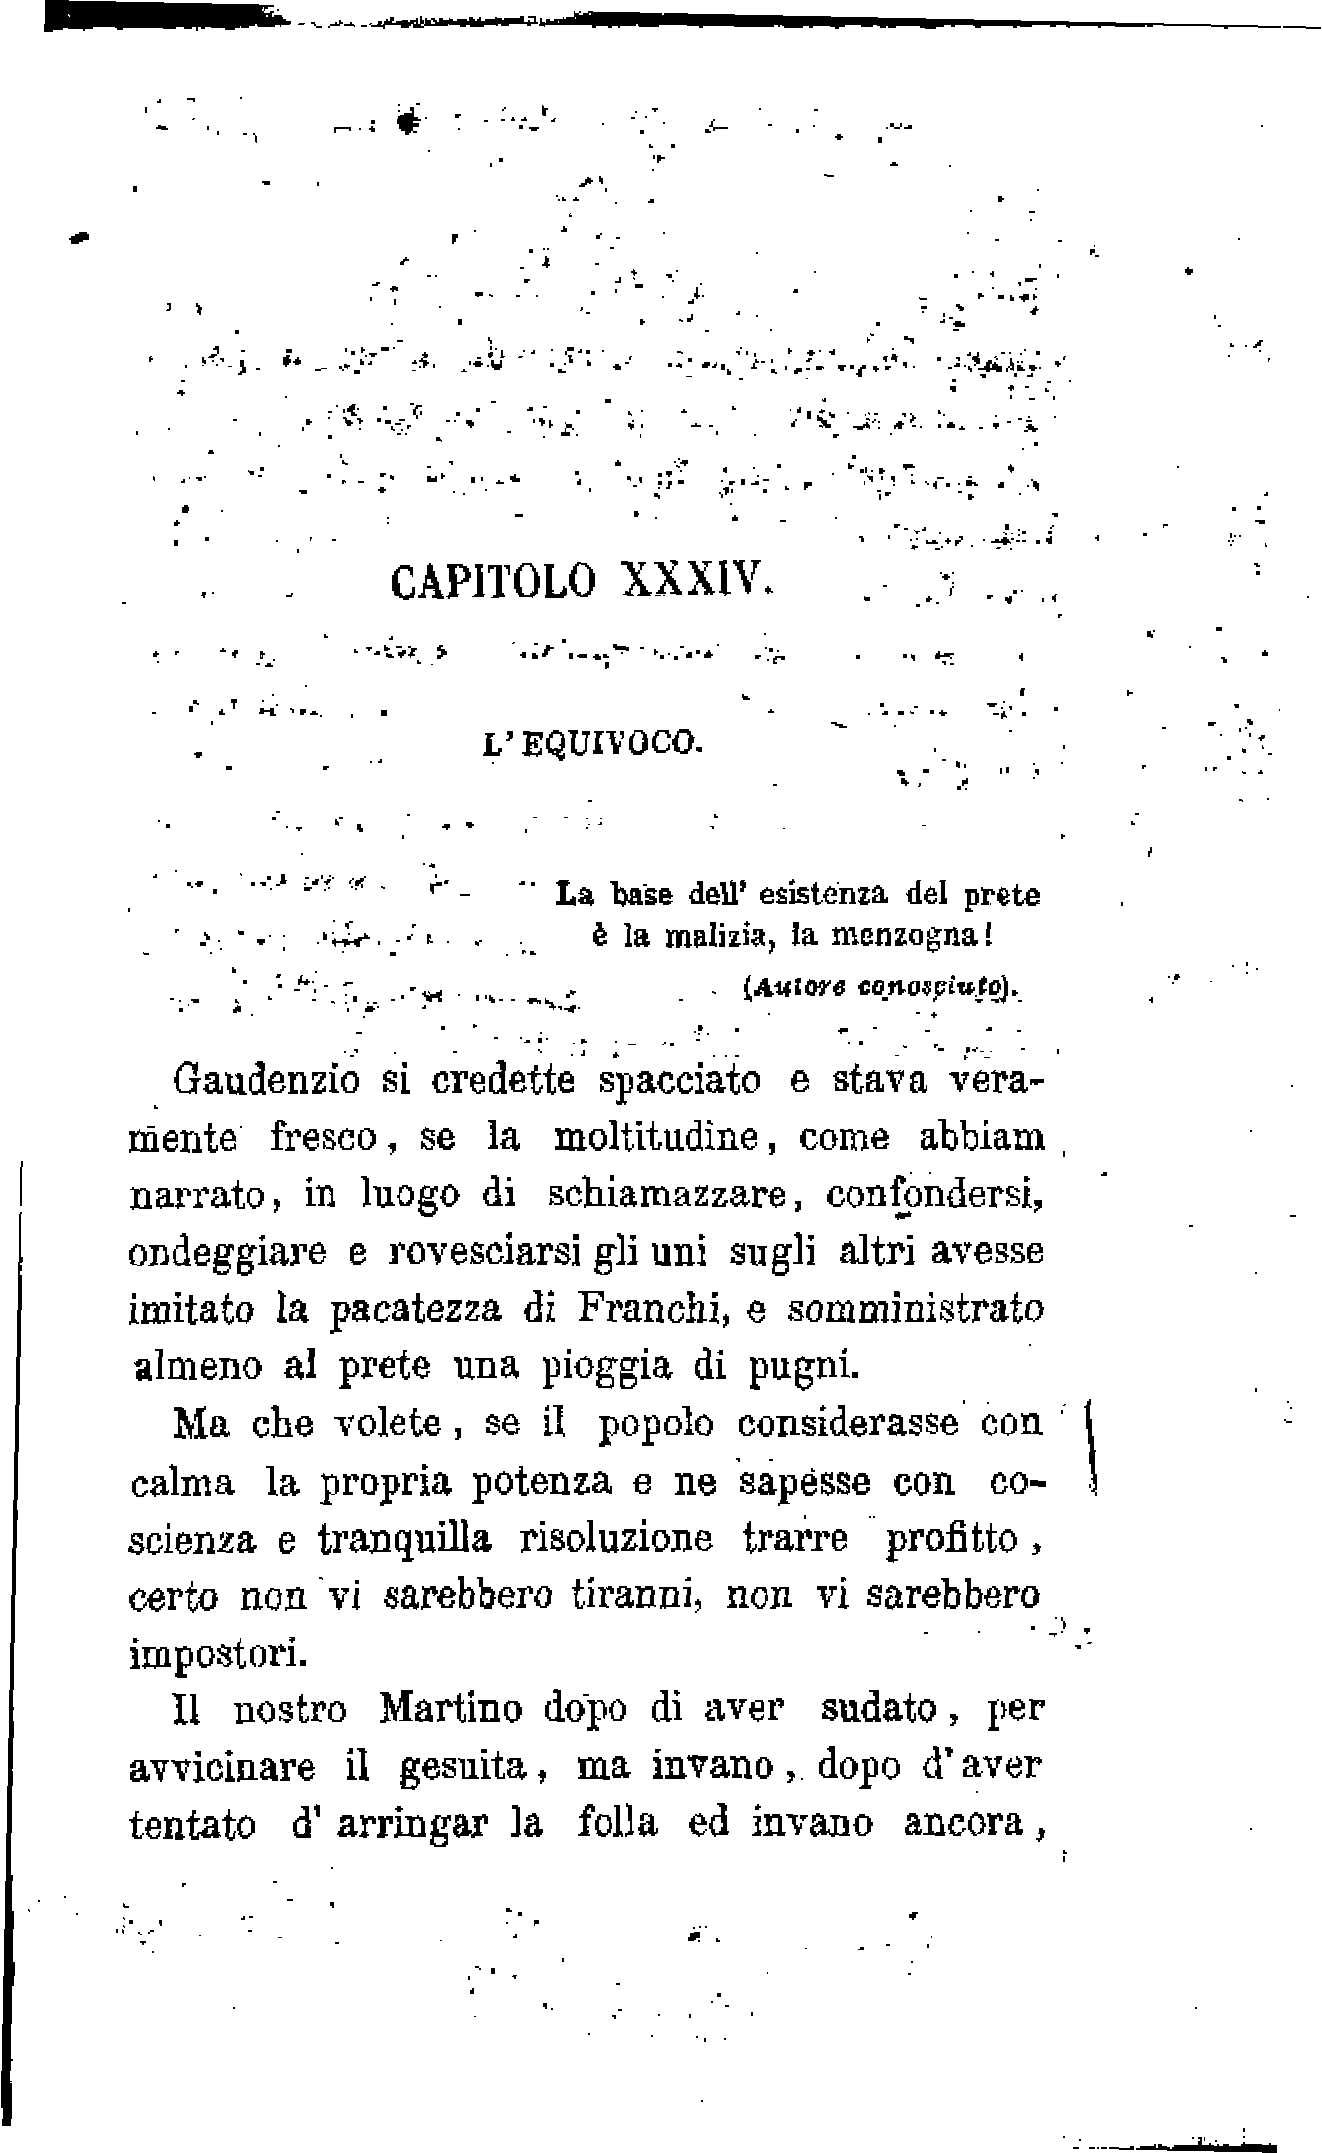 CAPITOLO XXXIV.
L' EQUIVOCO.
La base dell' esistenza del prete
è la malizia, la menzogna!
(Autore conosciuto).
Gaudenzio si credette spacciato e stava vera-
mente fresco, se la moltitudine, come abbiam
narrato, in luogo di schiamazzare, confondersi,
ondeggiare e rovesciarsi gli uni sugli altri avesse
imitato la pacatezza di Franchi, e somministrato
almeno al prete una pioggia di pugni.
Ma che volete, se il popolo considerasse con
calma la propria potenza e ne sapesse con co-
scienza e tranquilla risoluzione trarre profitto,
certo non vi sarebbero tiranni, non vi sarebbero
impostori.
Il nostro Martino dopo di aver sudato, per
avvicinare il gesuita, ma invano, dopo d' aver
tentato d' arringar la folla ed invano ancora,